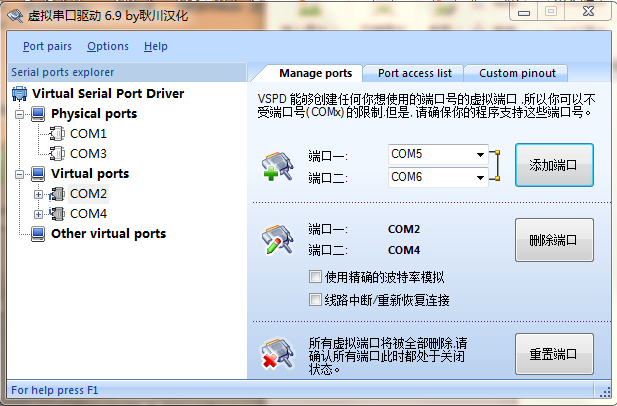 虚拟串口驱动 6.9 by耿川汉化
Port pairs Options Help
Serial ports explorer
Virtual Serial Port Driver
Physical ports
COM1
COM3
Virtual ports
COM2
COM4
Other virtual ports
Manage ports Port access list Custom pinout
VSPD 能够创建任何你想使用的端口号的虚拟端口 ,所以你可以不
受端口号(COMx)的限制.但是, 请确保你的程序支持这些端口号。
端口一: COM5
端口二: COM6
添加端口
端口一: COM2
端口二: COM4
删除端口
使用精确的波特率模拟
线路中断/重新恢复连接
所有虚拟端口将被全部删除,请
确认所有端口此时都处于关闭
状态。
重置端口
For help press F1